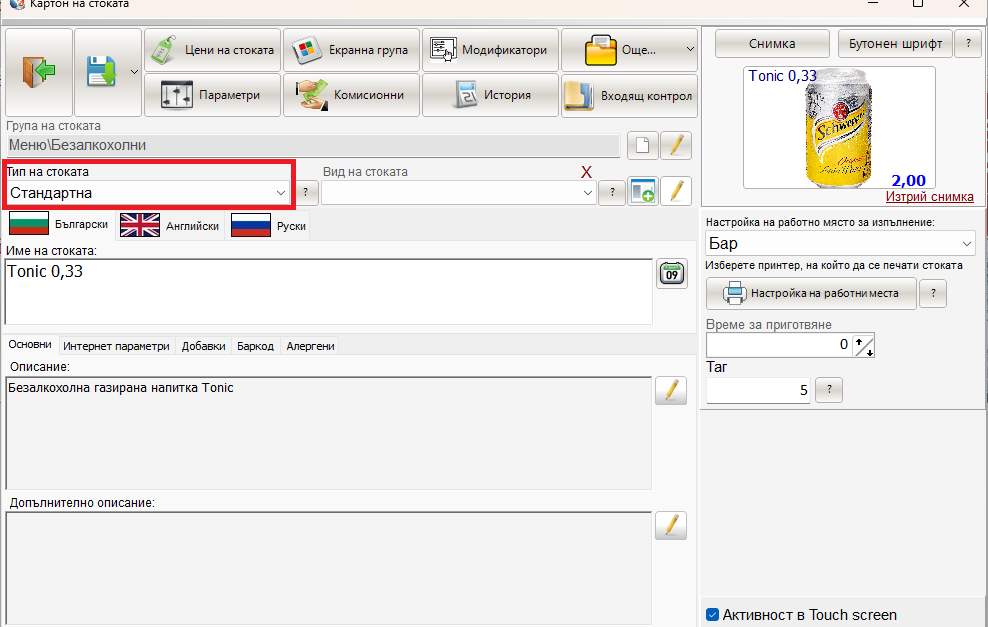 Картон на стоката
Цени на стоката
Екранна група
Модификатори
Още...
Параметри
Комисионни
История
Входящ контрол
Снимка
Бутонен шрифт
?
Tonic 0,33
Schweppes
2,00
Изтрий снимка
Група на стоката
Меню\Безалкохолни
Тип на стоката
Стандартна
?
Вид на стоката
X
?
Български
Английски
Руски
Име на стоката:
Tonic 0,33
09
Настройка на работно място за изпълнение:
Бар
Изберете принтер, на който да се печати стоката
Настройка на работни места
?
Време за приготвяне
0
Таг
5
?
Основни
Интернет параметри
Добавки
Баркод
Алергени
Описание:
Безалкохолна газирана напитка Tonic
Допълнително описание:
Активност в Touch screen